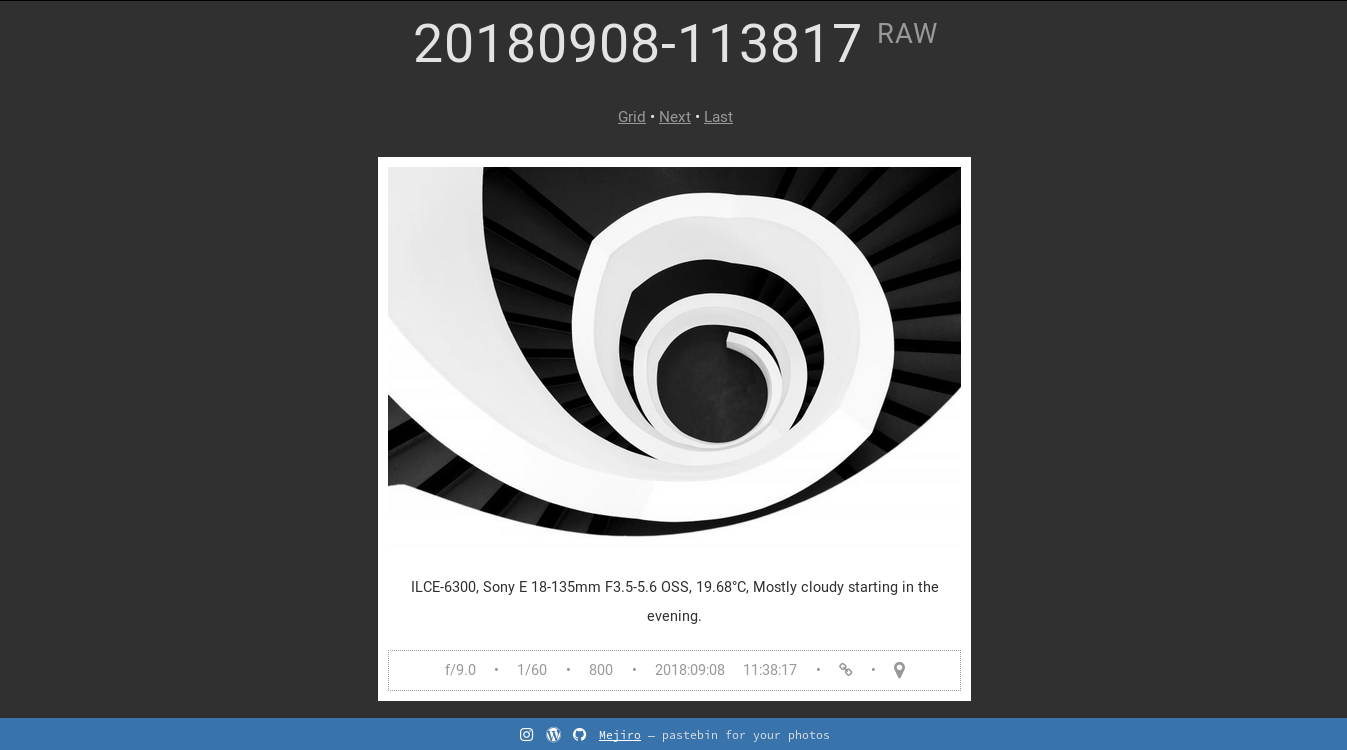 20180908-113817 RAW
Grid • Next • Last
ILCE-6300, Sony E 18-135mm F3.5-5.6 OSS, 19.68°C, Mostly cloudy starting in the
evening.
f/9.0 • 1/60 • 800 • 2018:09:08 11:38:17 • •
Mejiro — pastebin for your photos